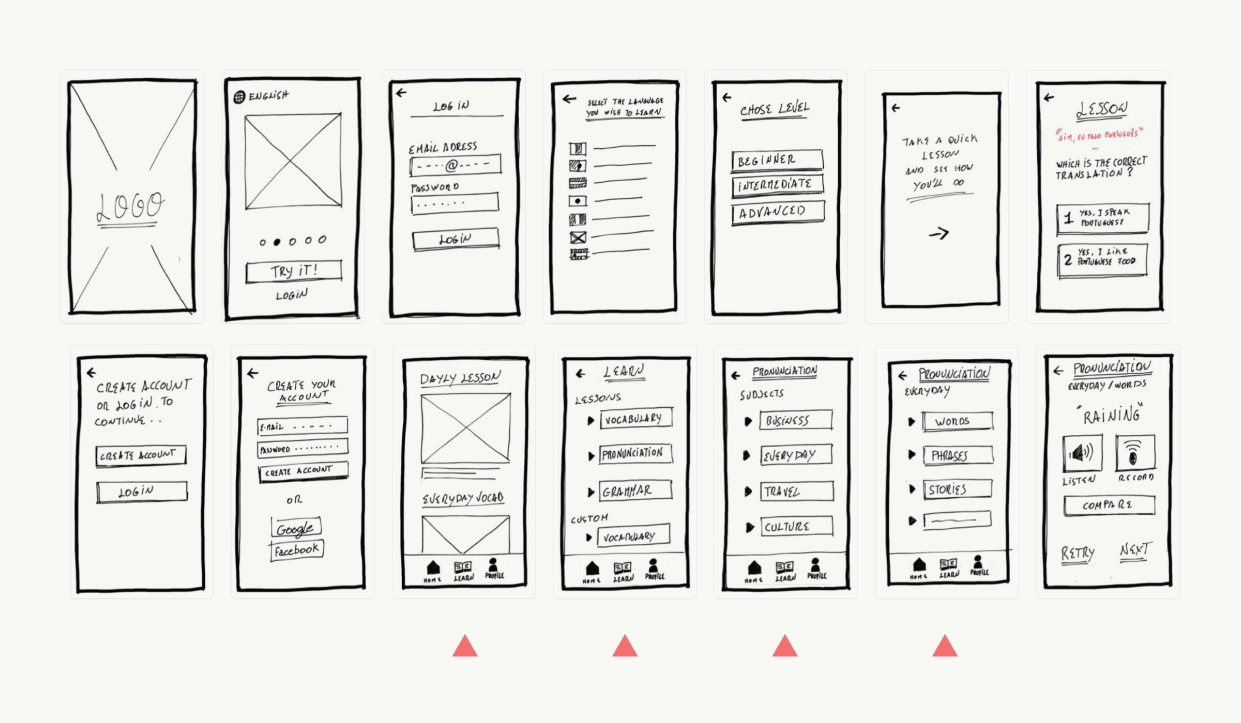 LOGO
ENGLISH
TRY IT!
LOGIN
LOG IN
EMAIL ADRESS
----@----
PASSWORD
LOGIN
SELECT THE LANGUAGE
YOU WISH TO LEARN
CHOSE LEVEL
BEGINNER
INTERMEDIATE
ADVANCED
TAKE A QUICK
LESSON
AND SEE HOW
YOU'LL DO
LESSON
"SIM, EU FALO PORTUGUÊS"
WHICH IS THE CORRECT
TRANSLATION?
1 YES, I SPEAK
PORTUGUESE
2 YES, I LIKE
PORTUGUESE FOOD
CREATE ACCOUNT
OR LOG IN TO
CONTINUE..
CREATE ACCOUNT
LOGIN
CREATE YOUR
ACCOUNT
E-MAIL
PASSWORD
CREATE ACCOUNT
OR
Google
Facebook
DAYLY LESSON
EVERYDAY VOCAB
HOME LEARN PROFILE
LEARN
LESSONS
VOCABULARY
PRONUNCIATION
GRAMMAR
CUSTOM
VOCABULARY
HOME LEARN PROFILE
PRONUNCIATION
SUBJECTS
BUSINESS
EVERYDAY
TRAVEL
CULTURE
HOME LEARN PROFILE
PRONUNCIATION
EVERYDAY
WORDS
PHRASES
STORIES
HOME LEARN PROFILE
PRONUNCIATION
EVERYDAY/WORDS
"RAINING"
LISTEN RECORD
COMPARE
RETRY NEXT